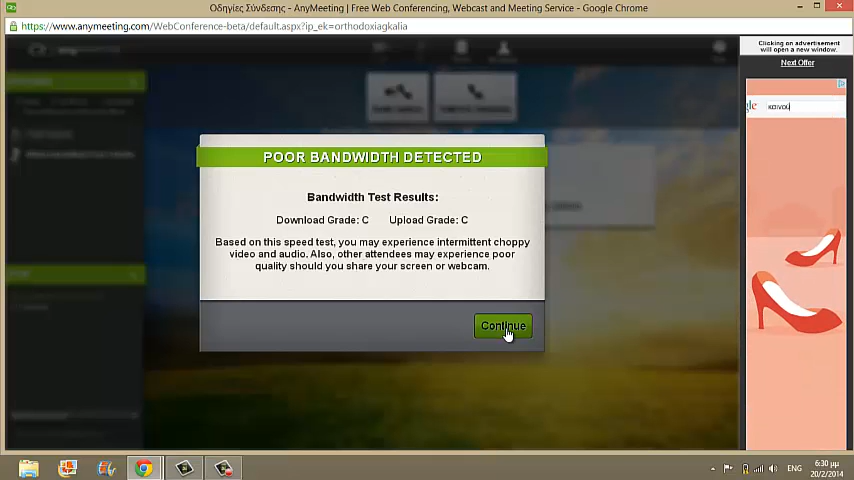 Οδηγίες Σύνδεσης - AnyMeeting | Free Web Conferencing, Webcast and Meeting Service - Google Chrome
https://www.anymeeting.com/WebConference-beta/default.aspx?ip_ek=orthodoxiagkalia
Clicking on advertisement
will open a new window.
Next Offer
gle κοινου
POOR BANDWIDTH DETECTED
Bandwidth Test Results:
Download Grade: C Upload Grade: C
Based on this speed test, you may experience intermittent choppy
video and audio. Also, other attendees may experience poor
quality should you share your screen or webcam.
Continue
ENG
6:30 μμ
20/2/2014